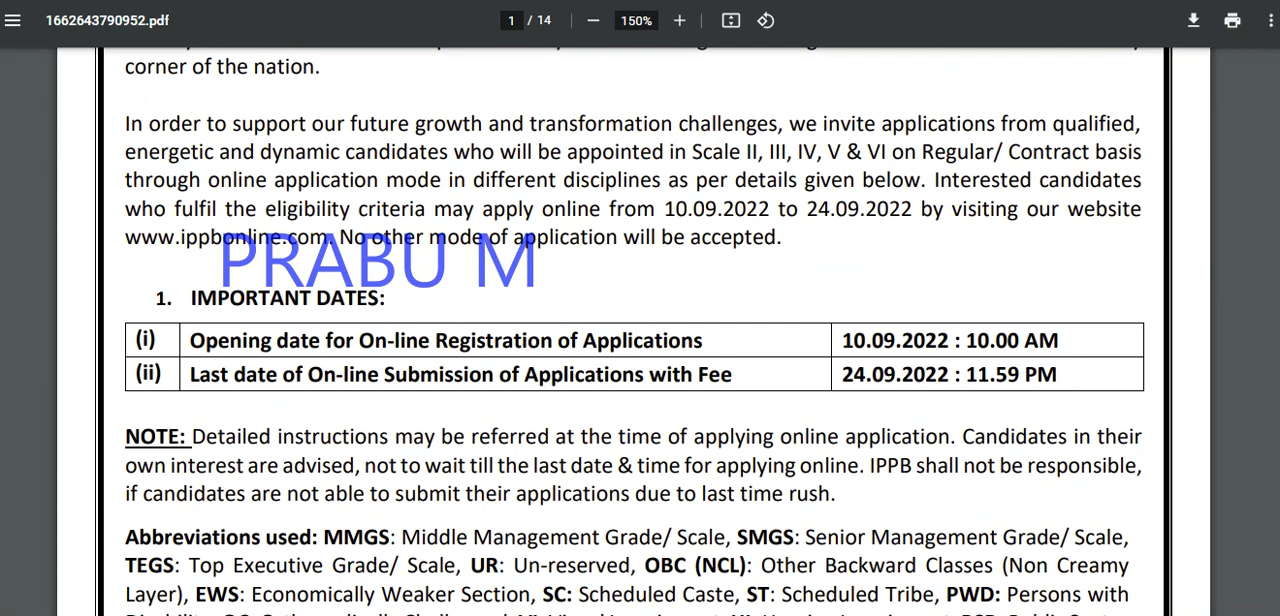 1662643790952.pdf
1 / 14
150%
corner of the nation.
In order to support our future growth and transformation challenges, we invite applications from qualified,
energetic and dynamic candidates who will be appointed in Scale II, III, IV, V & VI on Regular/ Contract basis
through online application mode in different disciplines as per details given below. Interested candidates
who fulfil the eligibility criteria may apply online from 10.09.2022 to 24.09.2022 by visiting our website
www.ippbonline.com. No other mode of application will be accepted.
PRABU M
1. IMPORTANT DATES:
(i) Opening date for On-line Registration of Applications 10.09.2022 : 10.00 AM
(ii) Last date of On-line Submission of Applications with Fee 24.09.2022 : 11.59 PM
NOTE: Detailed instructions may be referred at the time of applying online application. Candidates in their
own interest are advised, not to wait till the last date & time for applying online. IPPB shall not be responsible,
if candidates are not able to submit their applications due to last time rush.
Abbreviations used: MMGS: Middle Management Grade/ Scale, SMGS: Senior Management Grade/ Scale,
TEGS: Top Executive Grade/ Scale, UR: Un-reserved, OBC (NCL): Other Backward Classes (Non Creamy
Layer), EWS: Economically Weaker Section, SC: Scheduled Caste, ST: Scheduled Tribe, PWD: Persons with